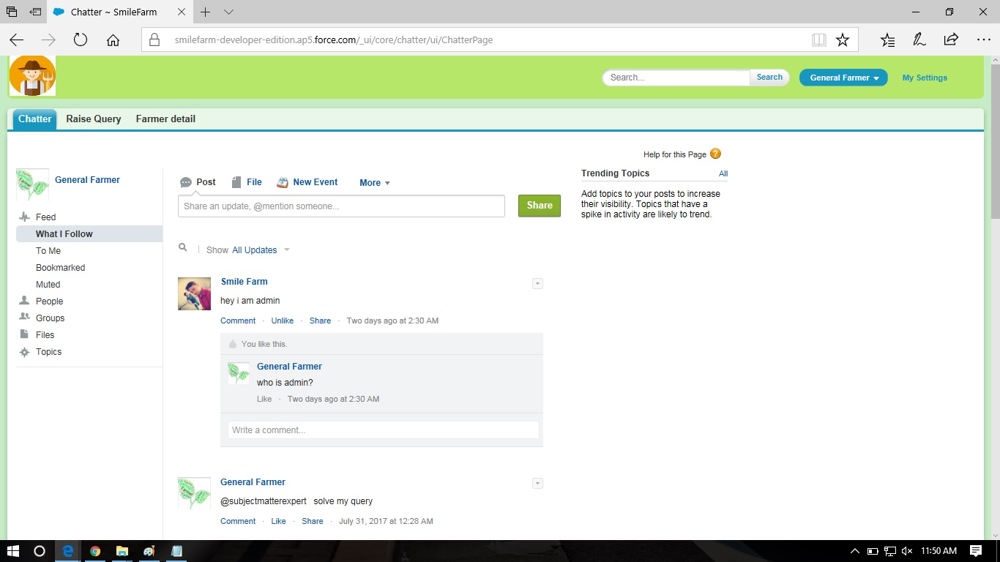 Chatter ~ SmileFarm
smilefarm-developer-edition.ap5.force.com/_ui/core/chatter/ui/ChatterPage
Search... Search General Farmer My Settings
Chatter Raise Query Farmer detail
Help for this Page ?
General Farmer
Feed
What I Follow
To Me
Bookmarked
Muted
People
Groups
Files
Topics
Post File New Event More
Share an update, @mention someone... Share
Show All Updates
Smile Farm
hey i am admin
Comment · Unlike · Share · Two days ago at 2:30 AM
You like this.
General Farmer
who is admin?
Like · Two days ago at 2:30 AM
Write a comment...
General Farmer
@subjectmatterexpert solve my query
Comment · Like · Share · July 31, 2017 at 12:28 AM
Trending Topics All
Add topics to your posts to increase
their visibility. Topics that have a
spike in activity are likely to trend.
11:50 AM